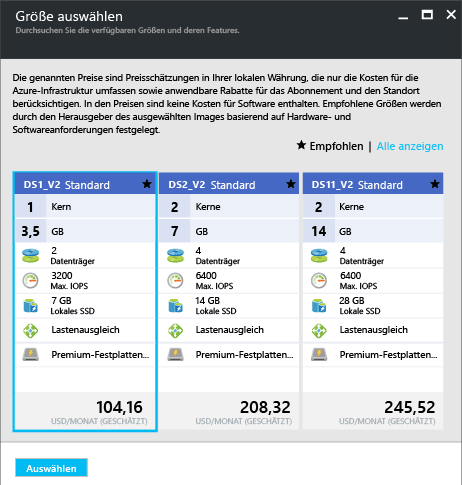 Größe auswählen
Durchsuchen Sie die verfügbaren Größen und deren Features.
Die genannten Preise sind Preisschätzungen in Ihrer lokalen Währung, die nur die Kosten für die
Azure-Infrastruktur umfassen sowie anwendbare Rabatte für das Abonnement und den Standort
berücksichtigen. In den Preisen sind keine Kosten für Software enthalten. Empfohlene Größen werden
durch den Herausgeber des ausgewählten Images basierend auf Hardware- und
Softwareanforderungen festgelegt.
★ Empfohlen | Alle anzeigen
DS1_V2 Standard ★
1 Kern
3,5 GB
2
Datenträger
3200
Max. IOPS
7 GB
Lokale SSD
Lastenausgleich
Premium-Festplatten...
104,16
USD/MONAT (GESCHÄTZT)
DS2_V2 Standard ★
2 Kerne
7 GB
4
Datenträger
6400
Max. IOPS
14 GB
Lokale SSD
Lastenausgleich
Premium-Festplatten...
208,32
USD/MONAT (GESCHÄTZT)
DS11_V2 Standard ★
2 Kerne
14 GB
4
Datenträger
6400
Max. IOPS
28 GB
Lokale SSD
Lastenausgleich
Premium-Festplatten...
245,52
USD/MONAT (GESCHÄTZT)
Auswählen